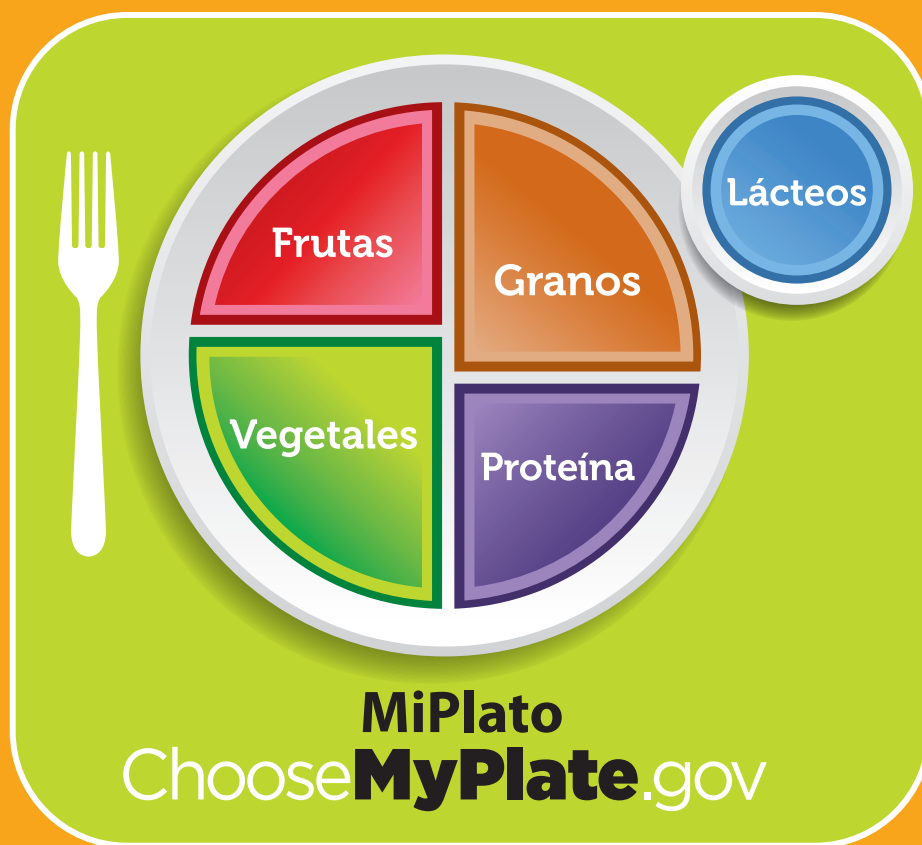 Frutas
Granos
Lácteos
Vegetales
Proteína
MiPlato
ChooseMyPlate.gov